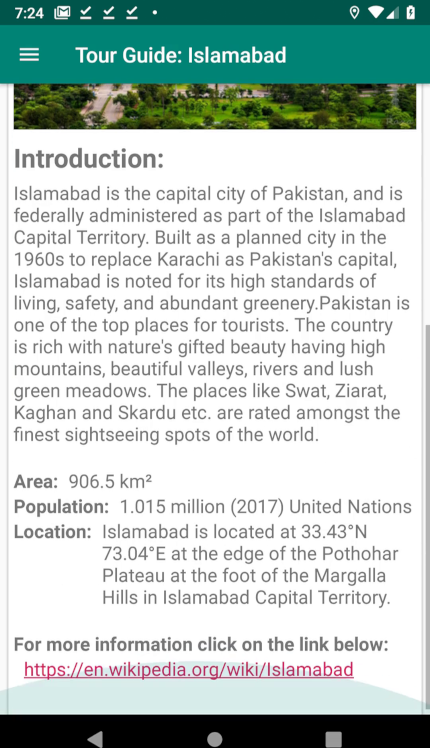 7:24
Tour Guide: Islamabad
Introduction:
Islamabad is the capital city of Pakistan, and is
federally administered as part of the Islamabad
Capital Territory. Built as a planned city in the
1960s to replace Karachi as Pakistan's capital,
Islamabad is noted for its high standards of
living, safety, and abundant greenery.Pakistan is
one of the top places for tourists. The country
is rich with nature's gifted beauty having high
mountains, beautiful valleys, rivers and lush
green meadows. The places like Swat, Ziarat,
Kaghan and Skardu etc. are rated amongst the
finest sightseeing spots of the world.
Area: 906.5 km²
Population: 1.015 million (2017) United Nations
Location: Islamabad is located at 33.43°N
73.04°E at the edge of the Pothohar
Plateau at the foot of the Margalla
Hills in Islamabad Capital Territory.
For more information click on the link below:
https://en.wikipedia.org/wiki/Islamabad